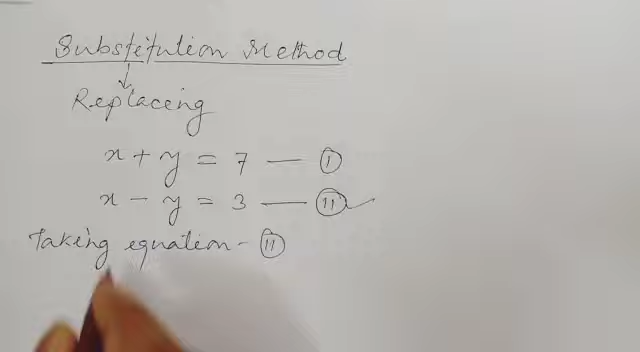 Substitution Method
↓
Replacing
x + y = 7 — (I)
x - y = 3 — (II) ✓
Taking equation - (II)